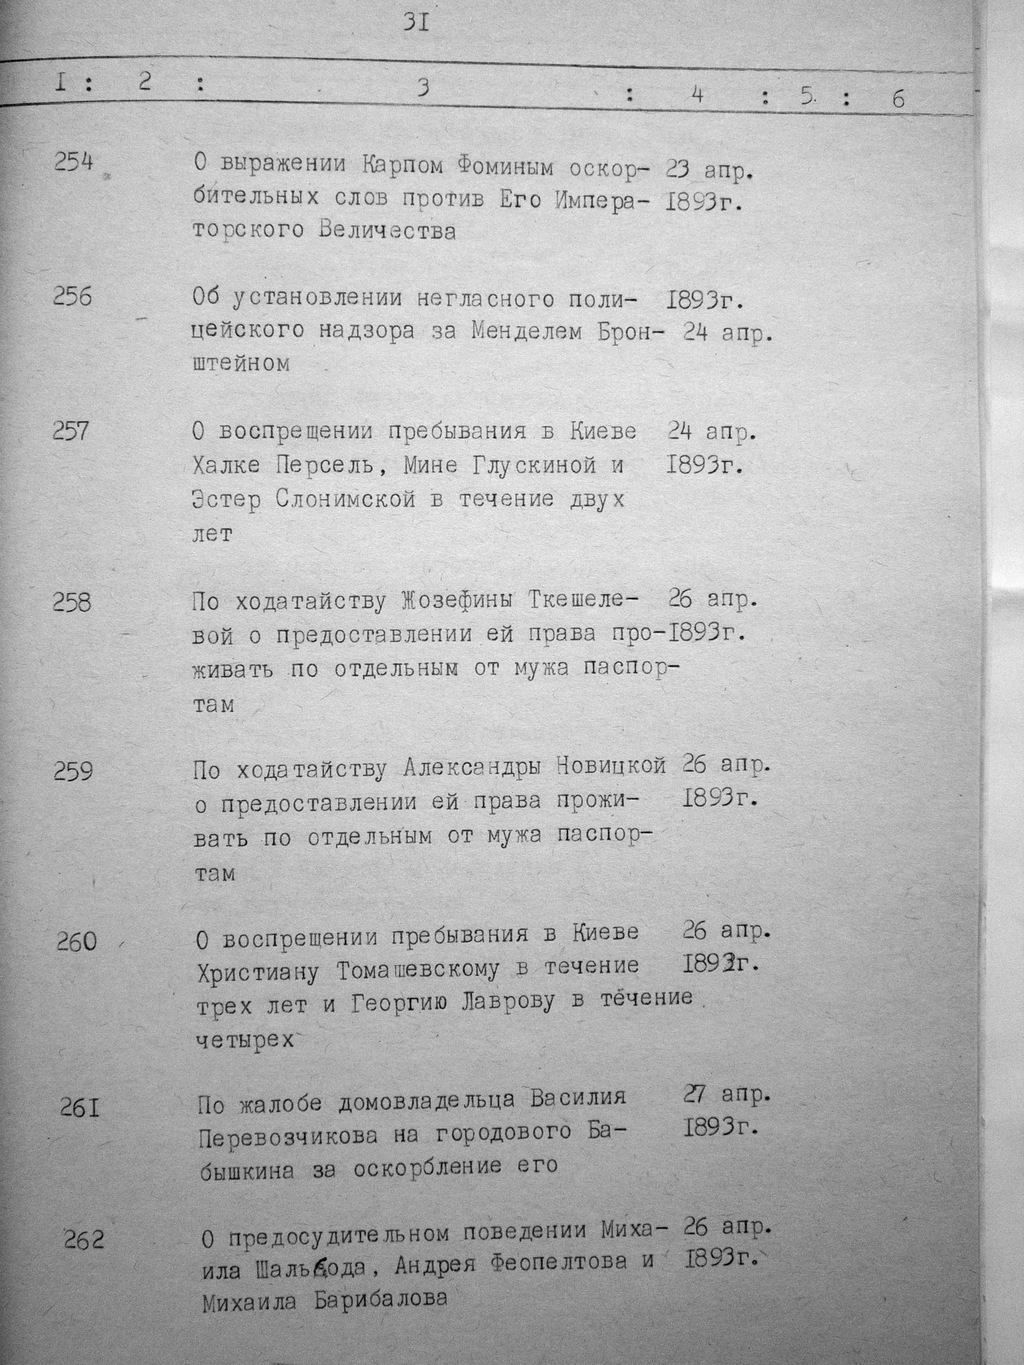 31
1 : 2 : 3 : 4 : 5. : 6
254 О выражении Карпом Фоминым оскор- 23 апр.
бительных слов против Его Импера- 1893г.
торского Величества
256 Об установлении негласного поли- 1893г.
цейского надзора за Менделем Брон- 24 апр.
штейном
257 О воспрещении пребывания в Киеве 24 апр.
Халке Персель, Мине Глускиной и 1893г.
Эстер Слонимской в течение двух
лет
258 По ходатайству Жозефины Ткешеле- 26 апр.
вой о предоставлении ей права про- 1893г.
живать по отдельным от мужа паспор-
там
259 По ходатайству Александры Новицкой 26 апр.
о предоставлении ей права прожи- 1893г.
вать по отдельным от мужа паспор-
там
260 О воспрещении пребывания в Киеве 26 апр.
Христиану Томашевскому в течение 1893г.
трех лет и Георгию Лаврову в течение
четырех
261 По жалобе домовладельца Василия 27 апр.
Перевозчикова на городового Ба- 1893г.
бышкина за оскорбление его
262 О предосудительном поведении Миха- 26 апр.
ила Андрея Феопелтова и 1893г.
Михаила Барибалова